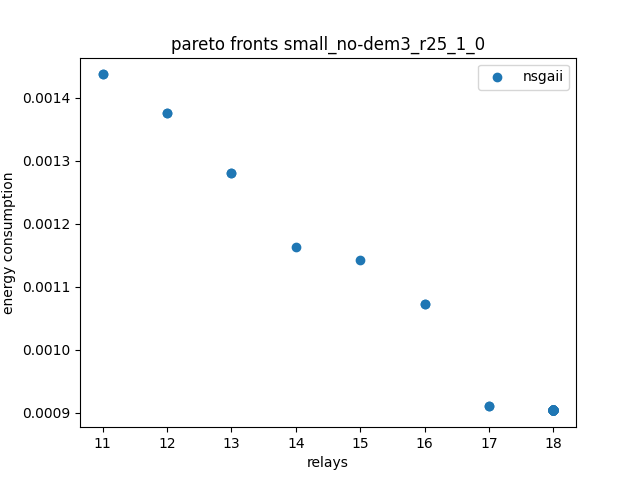 pareto fronts small_no-dem3_r25_1_0
nsgaii
0.0014
0.0013
0.0012
0.0011
0.0010
0.0009
energy consumption
11 12 13 14 15 16 17 18
relays